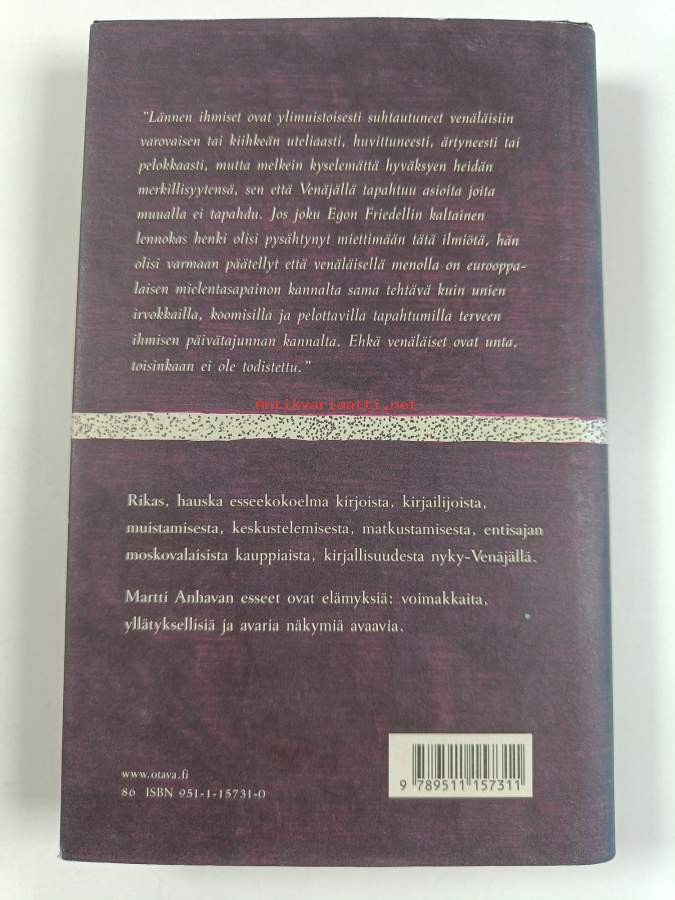 "Lännen ihmiset ovat ylimuistoisesti suhtautuneet venäläisiin
varovaisen tai kiihkeän uteliaasti, huvittuneesti, ärtyneesti tai
pelokkaasti, mutta melkein kyselemättä hyväksyen heidän
merkillisyytensä, sen että Venäjällä tapahtuu asioita joita
muualla ei tapahdu. Jos joku Egon Friedellin kaltainen
lennokas henki olisi pysähtynyt miettimään tätä ilmiötä, hän
olisi varmaan päätellyt että venäläisellä menolla on eurooppa-
laisen mielentasapainon kannalta sama tehtävä kuin unien
irvokkailla, koomisilla ja pelottavilla tapahtumilla terveen
ihmisen päivätajunnan kannalta. Ehkä venäläiset ovat unta,
toisinkaan ei ole todistettu."
Antikvariaatti.net
Rikas, hauska esseekokoelma kirjoista, kirjailijoista,
muistamisesta, keskustelemisesta, matkustamisesta, entisajan
moskovalaisista kauppiaista, kirjallisuudesta nyky-Venäjällä.
Martti Anhavan esseet ovat elämyksiä: voimakkaita,
yllätyksellisiä ja avaria näkymiä avaavia.
www.otava.fi
86 ISBN 951-1-15731-0
9 789511 157311